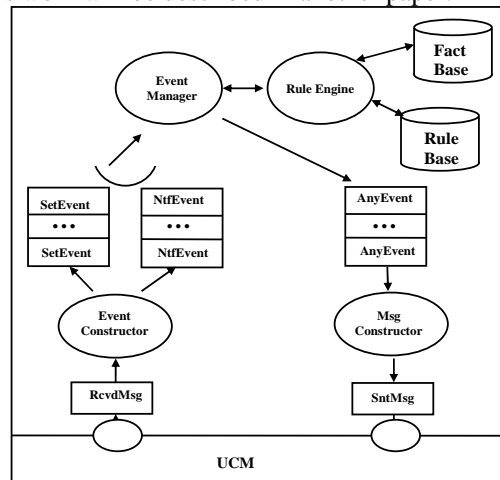 Event
Manager
Rule Engine
Fact
Base
Rule
Base
SetEvent
•••
SetEvent
NtfEvent
•••
NtfEvent
AnyEvent
•••
AnyEvent
Event
Constructor
Msg
Constructor
RcvdMsg
SntMsg
UCM